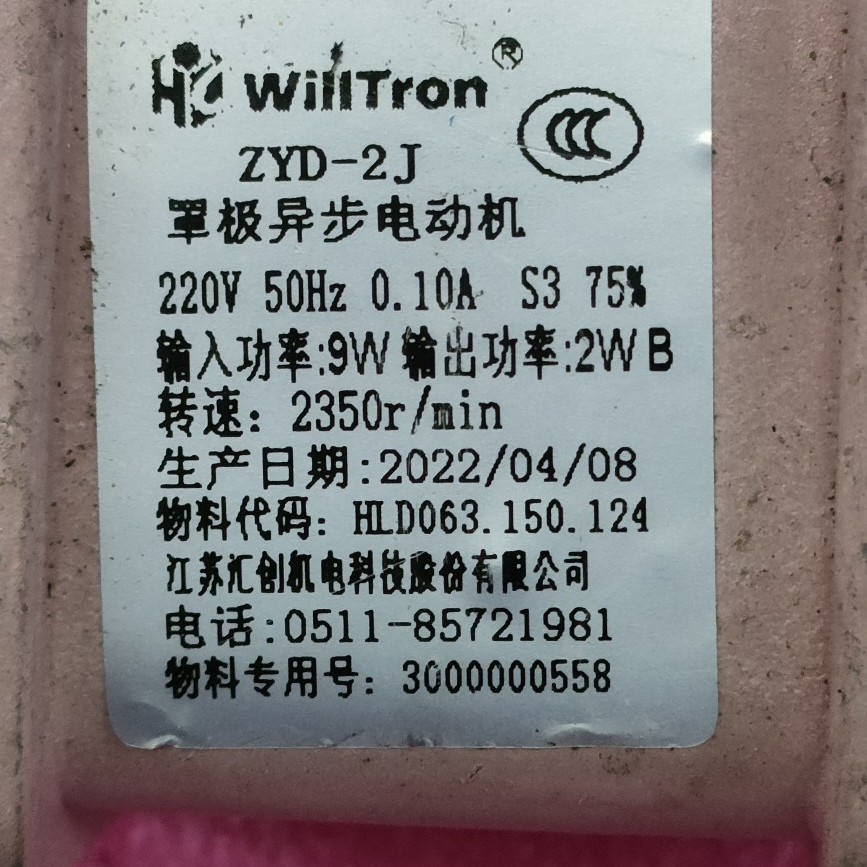 WillTron®
CCC
ZYD-2J
罩极异步电动机
220V 50Hz 0.10A S3 75%
输入功率:9W 输出功率:2W B
转速: 2350r/min
生产日期:2022/04/08
物料代码: HLD063.150.124
江苏汇创机电科技股份有限公司
电话:0511-85721981
物料专用号: 3000000558